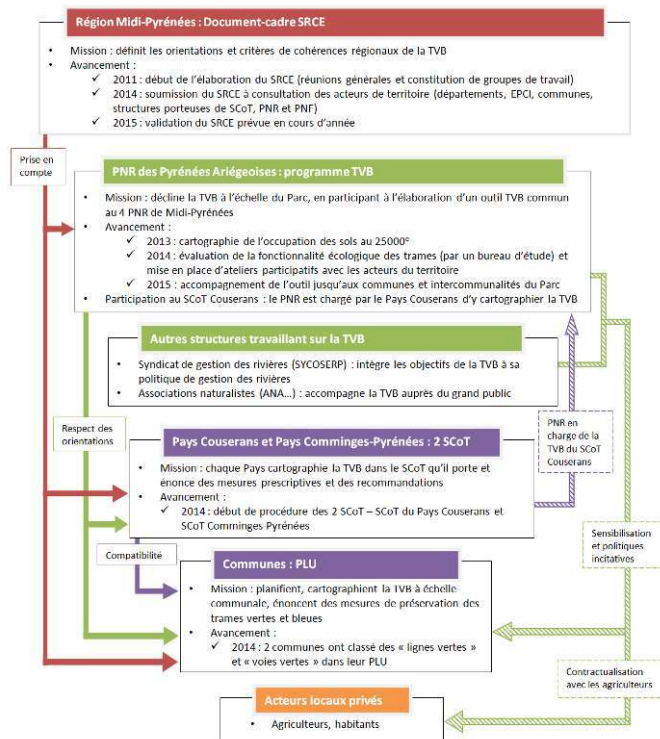 Région Midi-Pyrénées : Document-cadre SRCE
• Mission : définit les orientations et critères de cohérences régionaux de la TVB
• Avancement :
✓ 2011 : début de l'élaboration du SRCE (réunions générales et constitution de groupes de travail)
✓ 2014 : soumission du SRCE à consultation des acteurs de territoire (départements, EPCI, communes,
structures porteuses de SCoT, PNR et PNF)
✓ 2015 : validation du SRCE prévue en cours d'année
Prise en
compte
PNR des Pyrénées Ariégeoises : programme TVB
• Mission : décline la TVB à l'échelle du Parc, en participant à l'élaboration d'un outil TVB commun
au 4 PNR de Midi-Pyrénées
• Avancement :
✓ 2013 : cartographie de l'occupation des sols au 25000e
✓ 2014 : évaluation de la fonctionnalité écologique des trames (par un bureau d'étude) et
mise en place d'ateliers participatifs avec les acteurs du territoire
✓ 2015 : accompagnement de l'outil jusqu'aux communes et intercommunalités du Parc
• Participation au SCoT Couserans : le PNR est chargé par le Pays Couserans d'y cartographier la TVB
Autres structures travaillant sur la TVB
• Syndicat de gestion des rivières (SYCOSERP) : intègre les objectifs de la TVB à sa
politique de gestion des rivières
• Associations naturalistes (ANA...) : accompagne la TVB auprès du grand public
Respect des
orientations
PNR en
charge de la
TVB du SCoT
Couserans
Pays Couserans et Pays Comminges-Pyrénées : 2 SCoT
• Mission : chaque Pays cartographie la TVB dans le SCoT qu'il porte et
énonce des mesures prescriptives et des recommandations
• Avancement :
✓ 2014 : début de procédure des 2 SCoT – SCoT du Pays Couserans et
SCoT Comminges-Pyrénées
Sensibilisation
et politiques
incitatives
Compatibilité
Communes : PLU
• Mission : planifient, cartographient la TVB à échelle
communale, énoncent des mesures de préservation des
trames vertes et bleues
• Avancement :
✓ 2014 : 2 communes ont classé des « lignes vertes »
et « voies vertes » dans leur PLU
Contractualisation
avec les agriculteurs
Acteurs locaux privés
• Agriculteurs, habitants